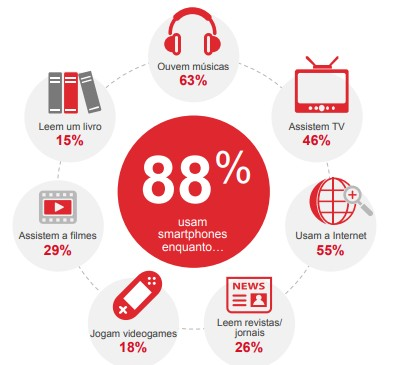 Ouvem músicas
63%
Leem um livro
15%
Assistem TV
46%
88%
usam
smartphones
enquanto...
Assistem a filmes
29%
Usam a Internet
55%
Jogam videogames
18%
NEWS
Leem revistas/
jornais
26%